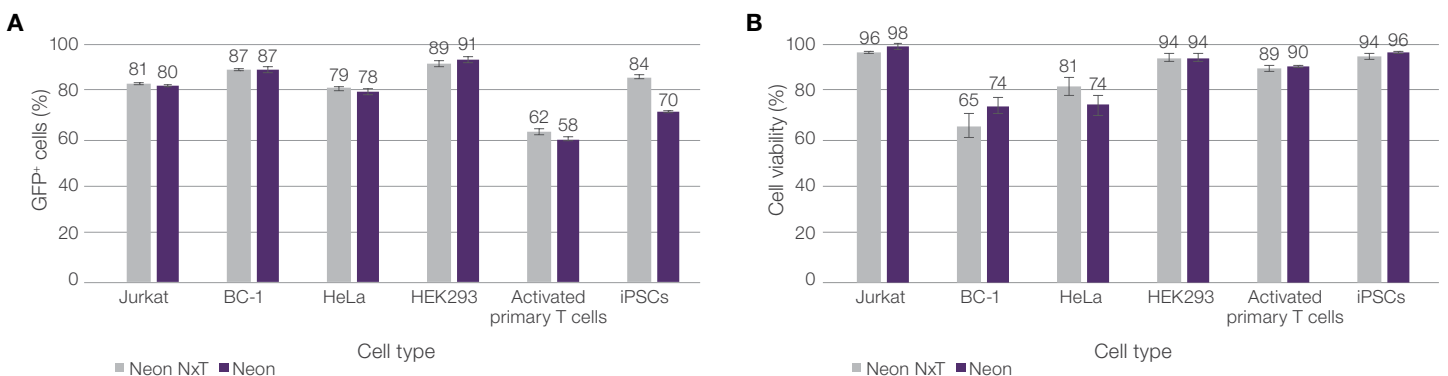 A
GFP⁺ cells (%)
100
80
60
40
20
0
81 80
87 87
79 78
89 91
62 58
84 70
Jurkat BC-1 HeLa HEK293 Activated primary T cells iPSCs
Cell type
Neon NxT Neon
B
Cell viability (%)
100
80
60
40
20
0
96 98
65 74
81 74
94 94
89 90
94 96
Jurkat BC-1 HeLa HEK293 Activated primary T cells iPSCs
Cell type
Neon NxT Neon